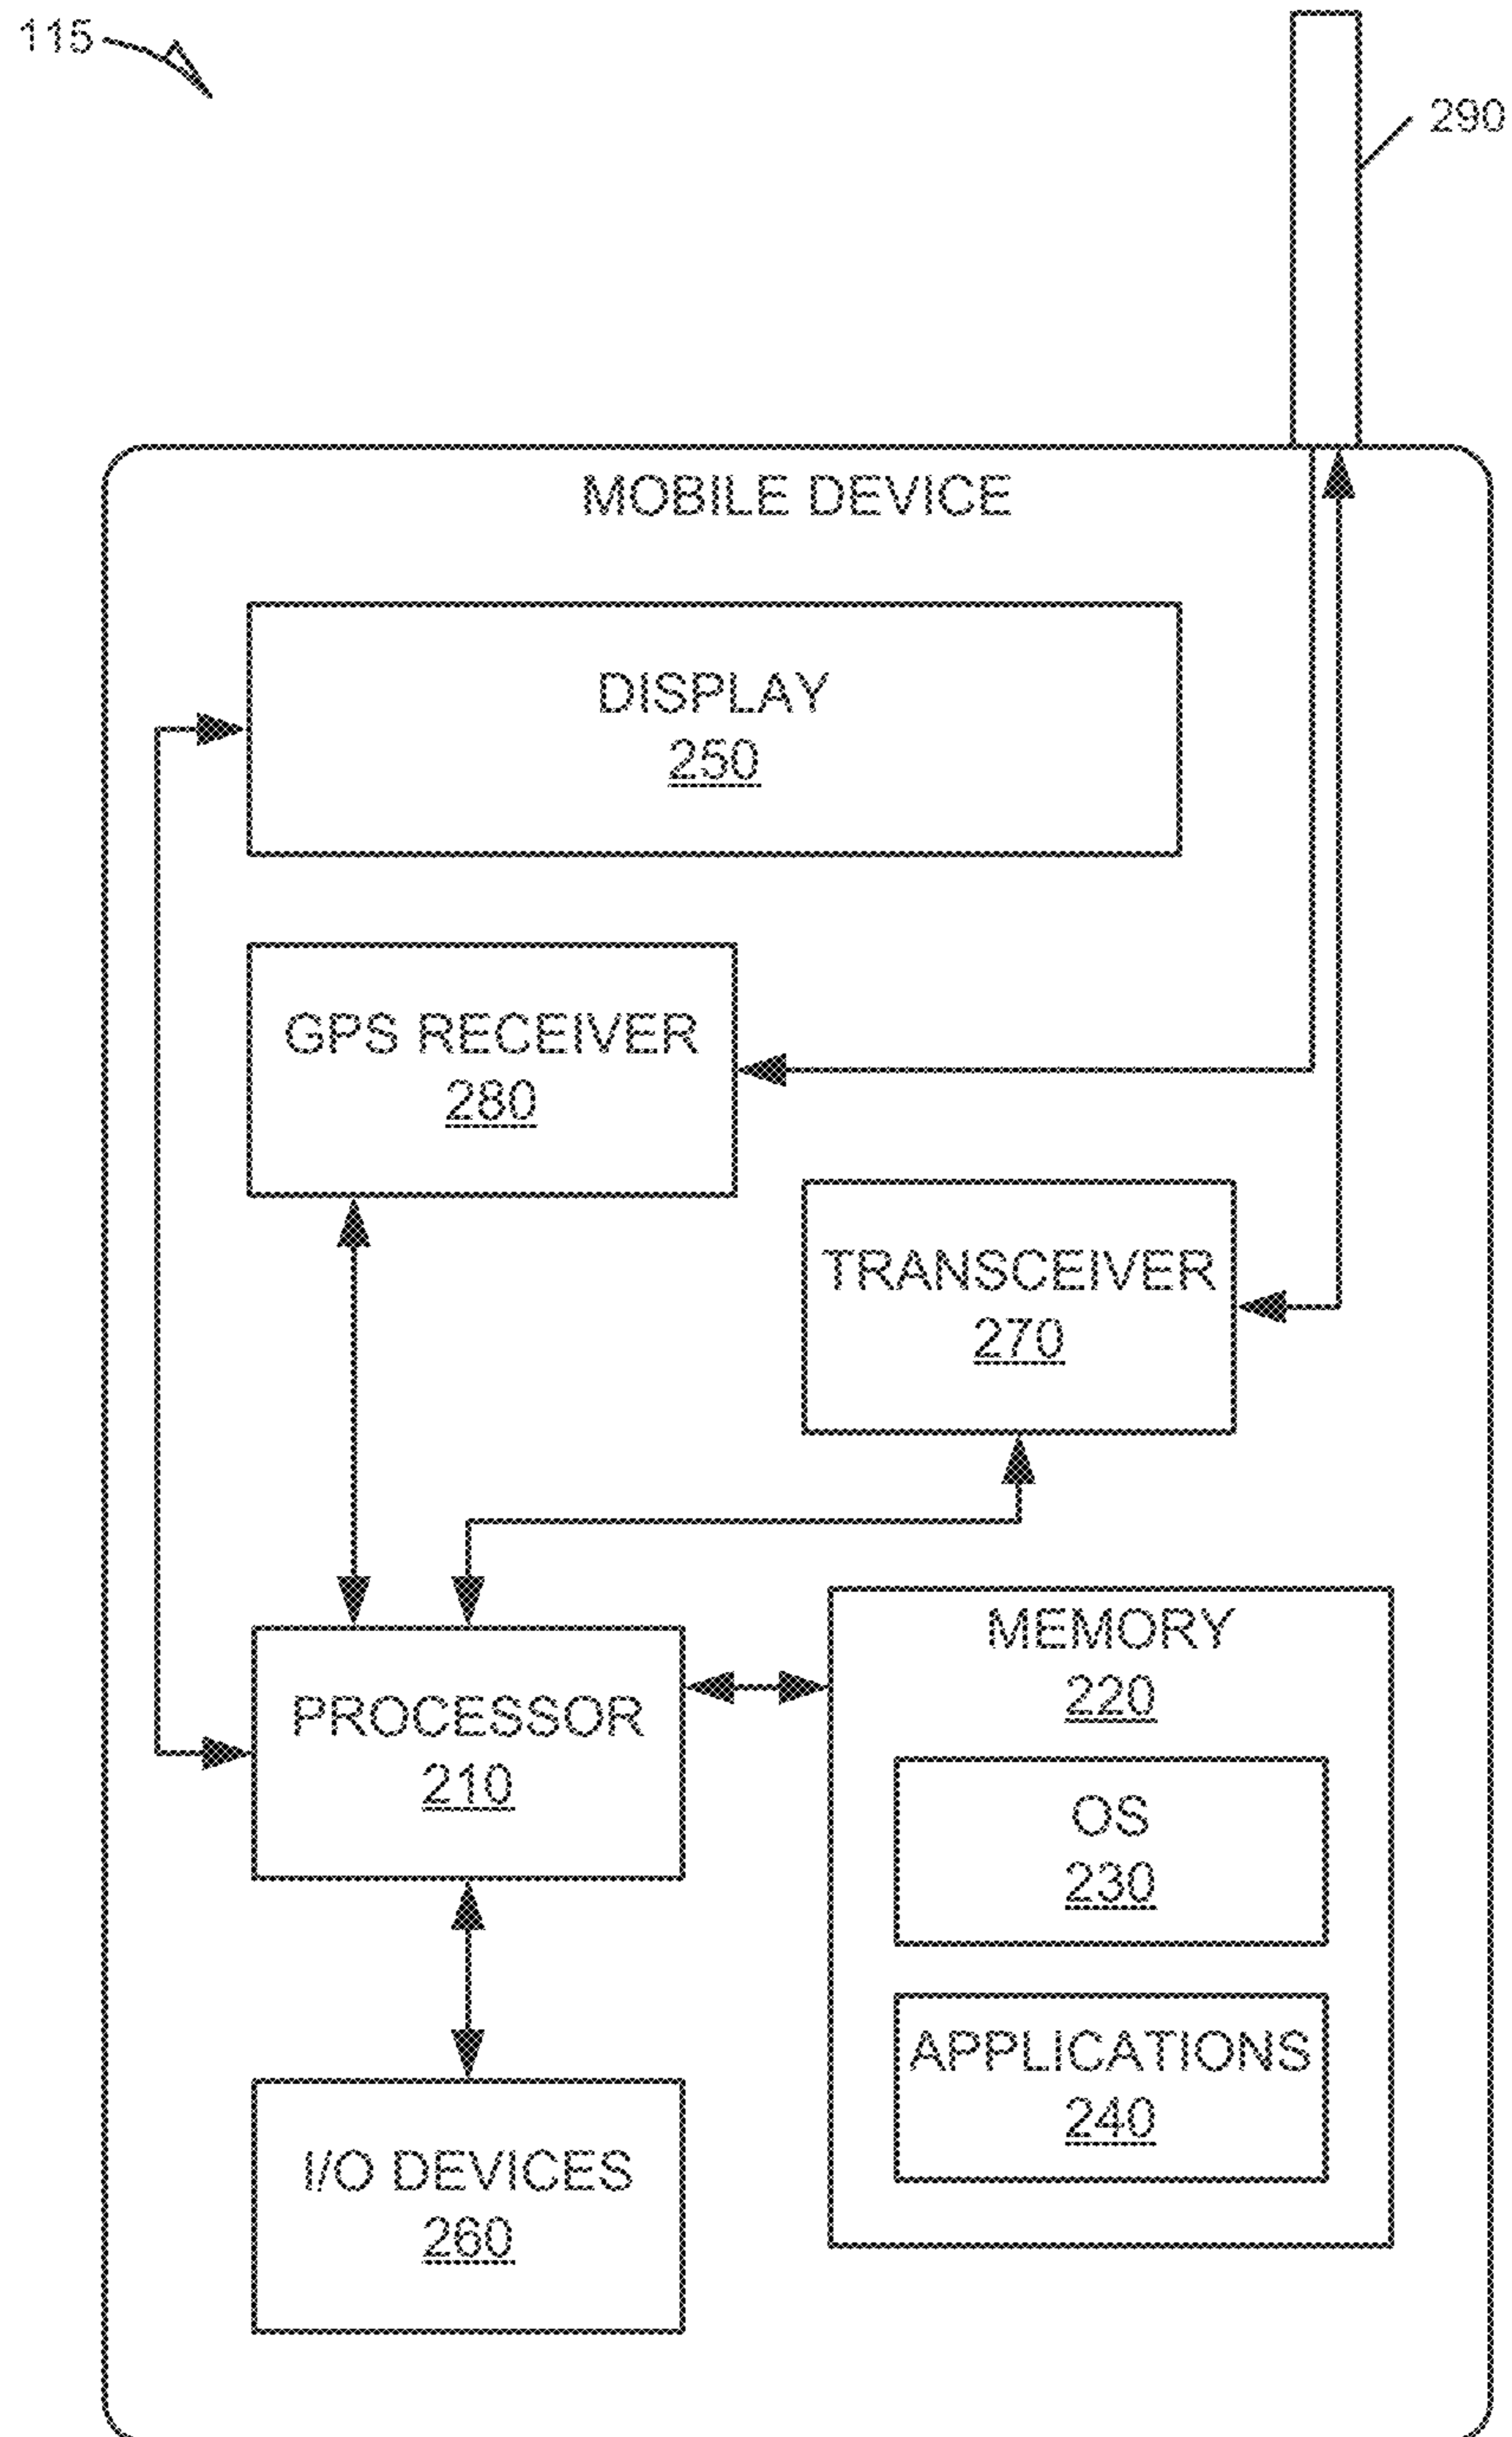 115
290
MOBILE DEVICE
DISPLAY
250
GPS RECEIVER
280
TRANSCEIVER
270
MEMORY
220
PROCESSOR
210
OS
230
APPLICATIONS
240
I/O DEVICES
260